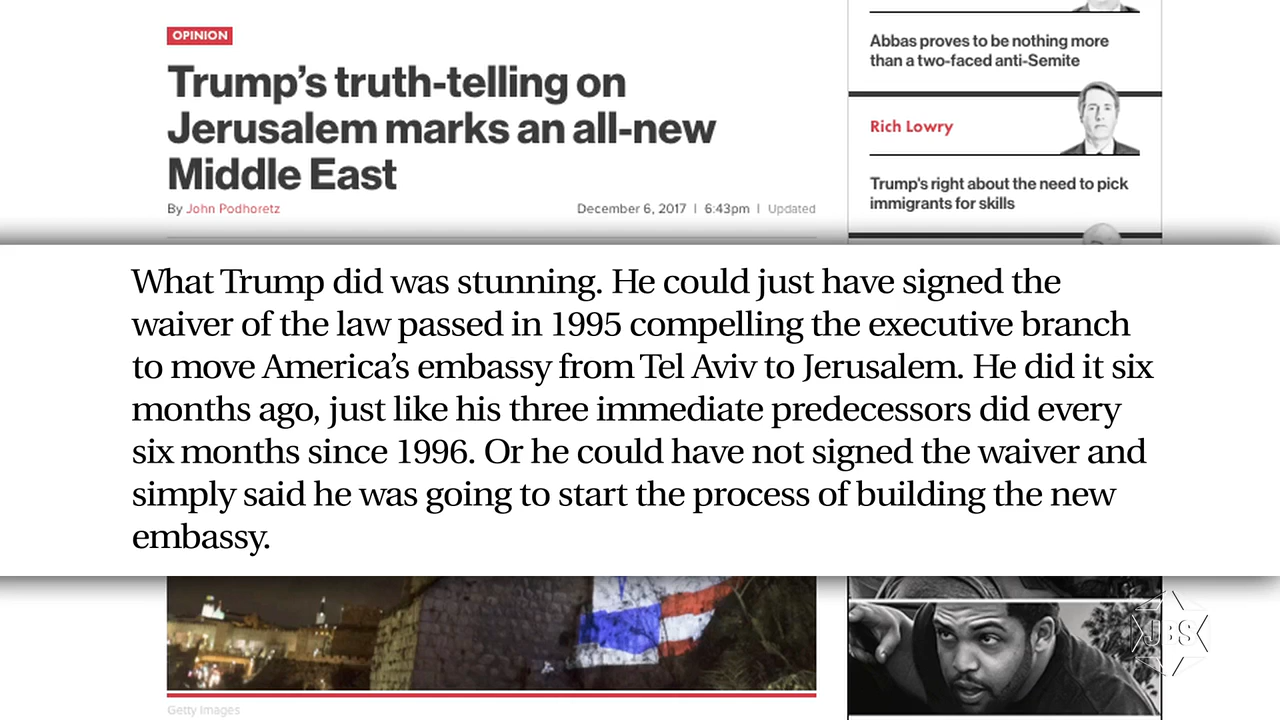 OPINION
Trump's truth-telling on
Jerusalem marks an all-new
Middle East
By John Podhoretz
December 6, 2017 | 6:43pm | Updated
Abbas proves to be nothing more
than a two-faced anti-Semite
Rich Lowry
Trump's right about the need to pick
immigrants for skills
What Trump did was stunning. He could just have signed the
waiver of the law passed in 1995 compelling the executive branch
to move America's embassy from Tel Aviv to Jerusalem. He did it six
months ago, just like his three immediate predecessors did every
six months since 1996. Or he could have not signed the waiver and
simply said he was going to start the process of building the new
embassy.
Getty Images
JBS